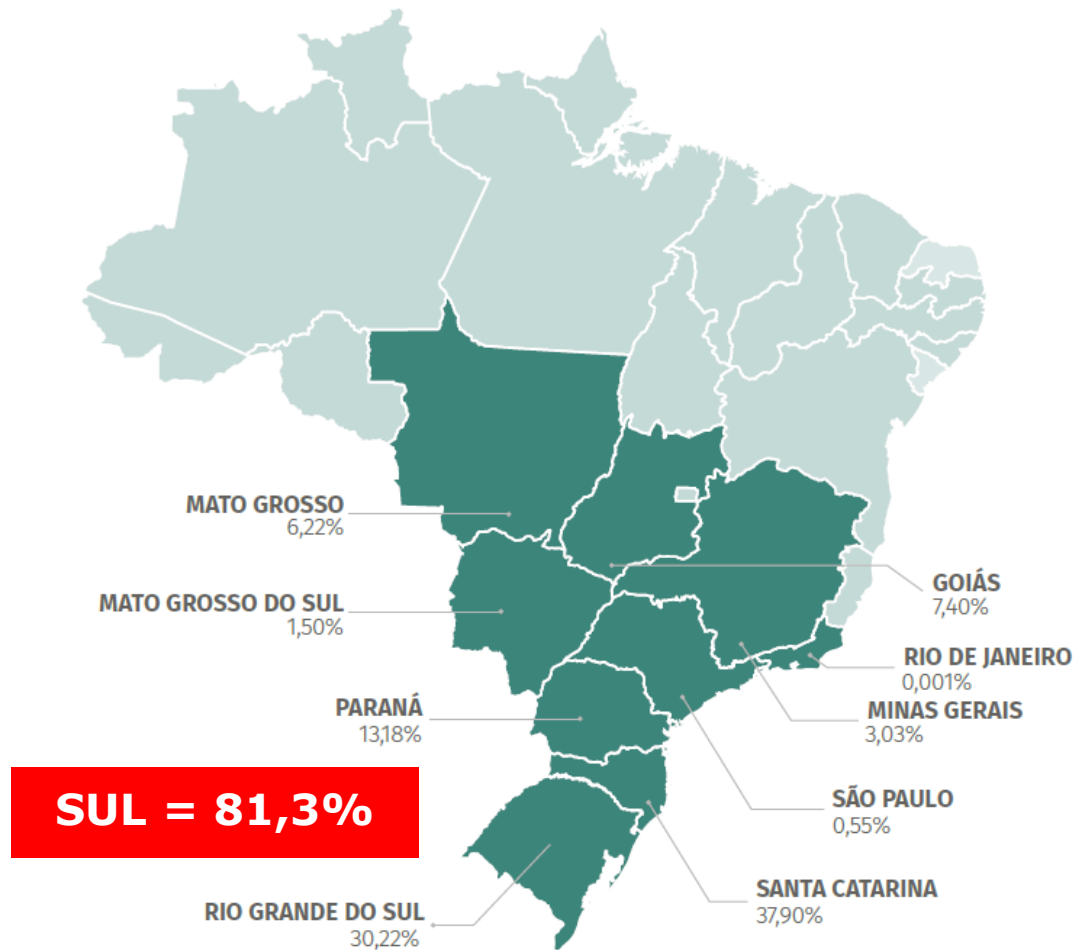 MATO GROSSO
6,22%
MATO GROSSO DO SUL
1,50%
PARANÁ
13,18%
SUL = 81,3%
RIO GRANDE DO SUL
30,22%
GOIÁS
7,40%
RIO DE JANEIRO
0,001%
MINAS GERAIS
3,03%
SÃO PAULO
0,55%
SANTA CATARINA
37,90%